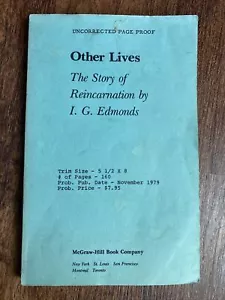 UNCORRECTED PAGE PROOF
Other Lives
The Story of
Reincarnation by
I. G. Edmonds
Trim Size - 5 1/2 X 8
# of Pages - 160
Prob. Pub. Date - November 1979
Prob. Price - $7.95
McGraw-Hill Book Company
New York St. Louis San Francisco
Montreal Toronto